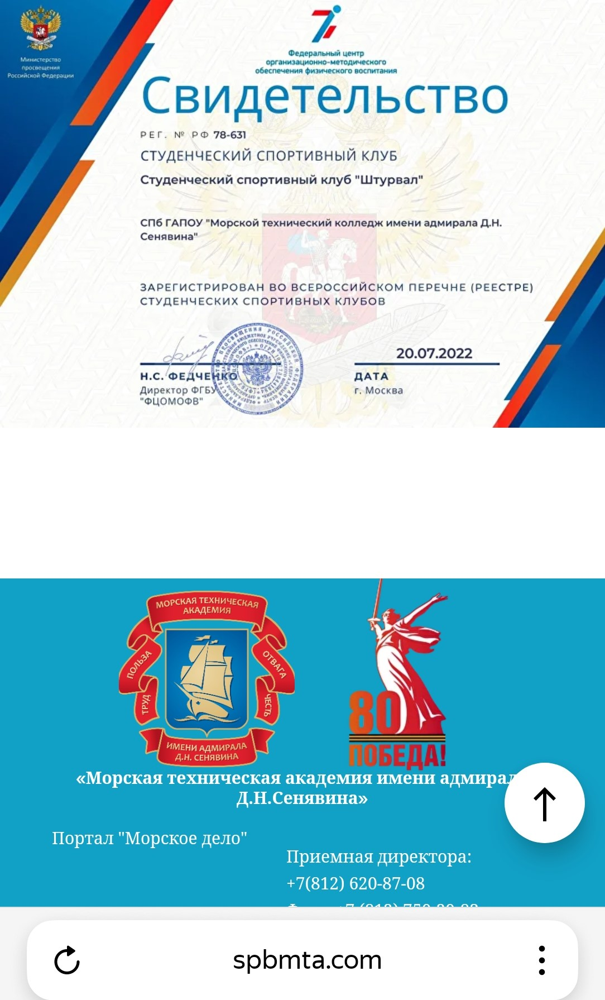 Министерство
просвещения
Российской Федерации
Федеральный центр
организационно-методического
обеспечения физического воспитания
Свидетельство
РЕГ. № РФ 78-631
СТУДЕНЧЕСКИЙ СПОРТИВНЫЙ КЛУБ
Студенческий спортивный клуб "Штурвал"
СПб ГАПОУ "Морской технический колледж имени адмирала Д.Н.
Сенявина"
ЗАРЕГИСТРИРОВАН ВО ВСЕРОССИЙСКОМ ПЕРЕЧНЕ (РЕЕСТРЕ)
СТУДЕНЧЕСКИХ СПОРТИВНЫХ КЛУБОВ
20.07.2022
Н.С. ФЕДЧЕНКО
Директор ФГБУ
"ФЦОМОФВ"
ДАТА
г. Москва
МОРСКАЯ ТЕХНИЧЕСКАЯ
АКАДЕМИЯ
ПОЛЬЗА
ОТВАГА
ТРУД
ЧЕСТЬ
ИМЕНИ АДМИРАЛА
Д.Н. СЕНЯВИНА
80
ПОБЕДА!
«Морская техническая академия имени
Д.Н.Сенявина»
Портал "Морское дело"
Приемная директора:
+7(812) 620-87-08
spbmta.com